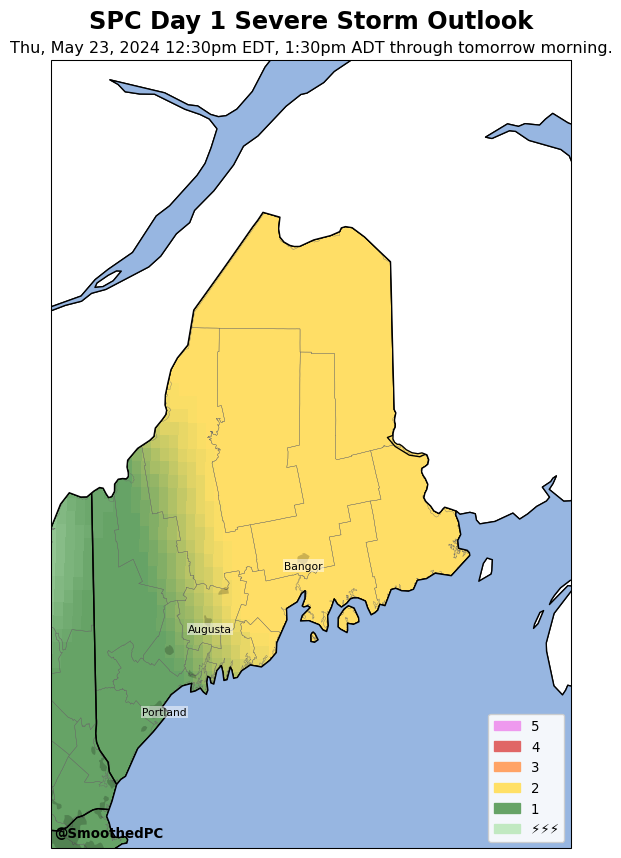 SPC Day 1 Severe Storm Outlook
Thu, May 23, 2024 12:30pm EDT, 1:30pm ADT through tomorrow morning.
Bangor
Augusta
Portland
5
4
3
2
1
⚡⚡⚡
@SmoothedPC